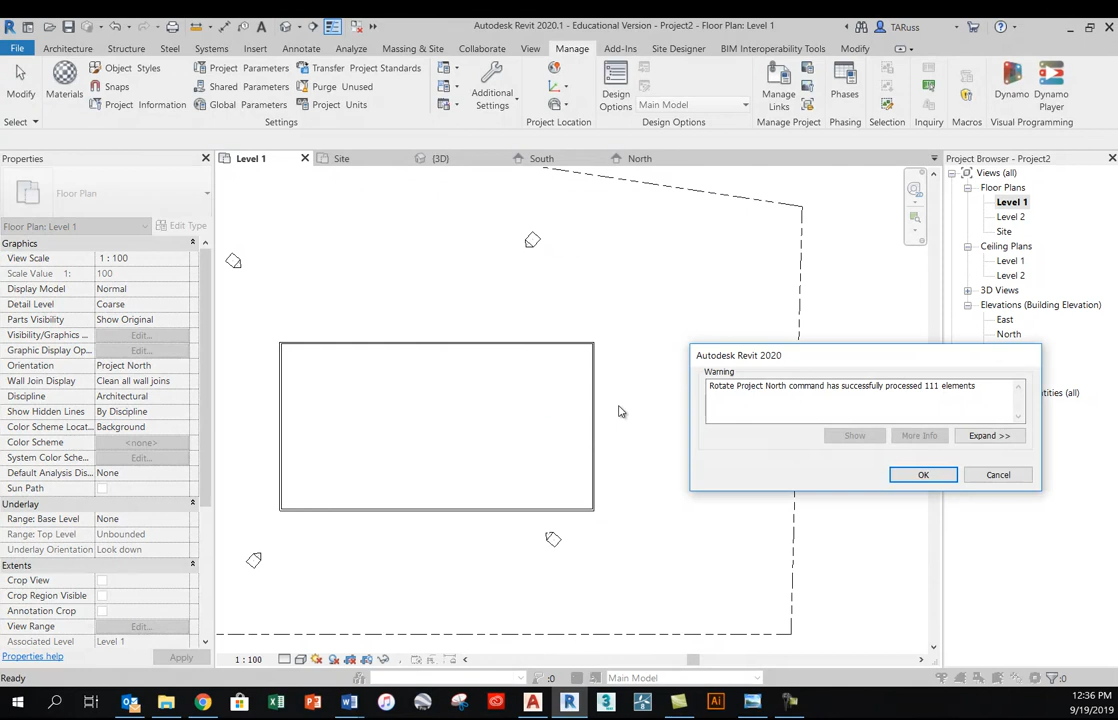 Autodesk Revit 2020.1 - Educational Version - Project2 - Floor Plan: Level 1
TARuss
File
Architecture
Structure
Steel
Systems
Insert
Annotate
Analyze
Massing & Site
Collaborate
View
Manage
Add-Ins
Site Designer
BIM Interoperability Tools
Modify
Modify
Select
Materials
Object Styles
Snaps
Project Information
Project Parameters
Shared Parameters
Global Parameters
Transfer Project Standards
Purge Unused
Project Units
Settings
Additional
Settings
Project Location
Design
Options
Main Model
Design Options
Manage
Links
Manage Project
Phases
Phasing
Selection
Inquiry
Macros
Dynamo
Dynamo
Player
Visual Programming
Properties
Floor Plan
Floor Plan: Level 1
Edit Type
Graphics
View Scale 1 : 100
Scale Value 1: 100
Display Model Normal
Detail Level Coarse
Parts Visibility Show Original
Visibility/Graphics ... Edit...
Graphic Display Op... Edit...
Orientation Project North
Wall Join Display Clean all wall joins
Discipline Architectural
Show Hidden Lines By Discipline
Color Scheme Locat... Background
Color Scheme <none>
System Color Sche... Edit...
Default Analysis Dis... None
Sun Path
Underlay
Range: Base Level None
Range: Top Level Unbounded
Underlay Orientation Look down
Extents
Crop View
Crop Region Visible
Annotation Crop
View Range Edit...
Associated Level Level 1
Properties help
Apply
Level 1
Site
(3D)
South
North
1 : 100
Project Browser - Project2
Views (all)
Floor Plans
Level 1
Level 2
Site
Ceiling Plans
Level 1
Level 2
3D Views
Elevations (Building Elevation)
East
North
ntities (all)
Autodesk Revit 2020
Warning
Rotate Project North command has successfully processed 111 elements
Show
More Info
Expand >>
OK
Cancel
Ready
:0
Main Model
:0
12:36 PM
9/19/2019